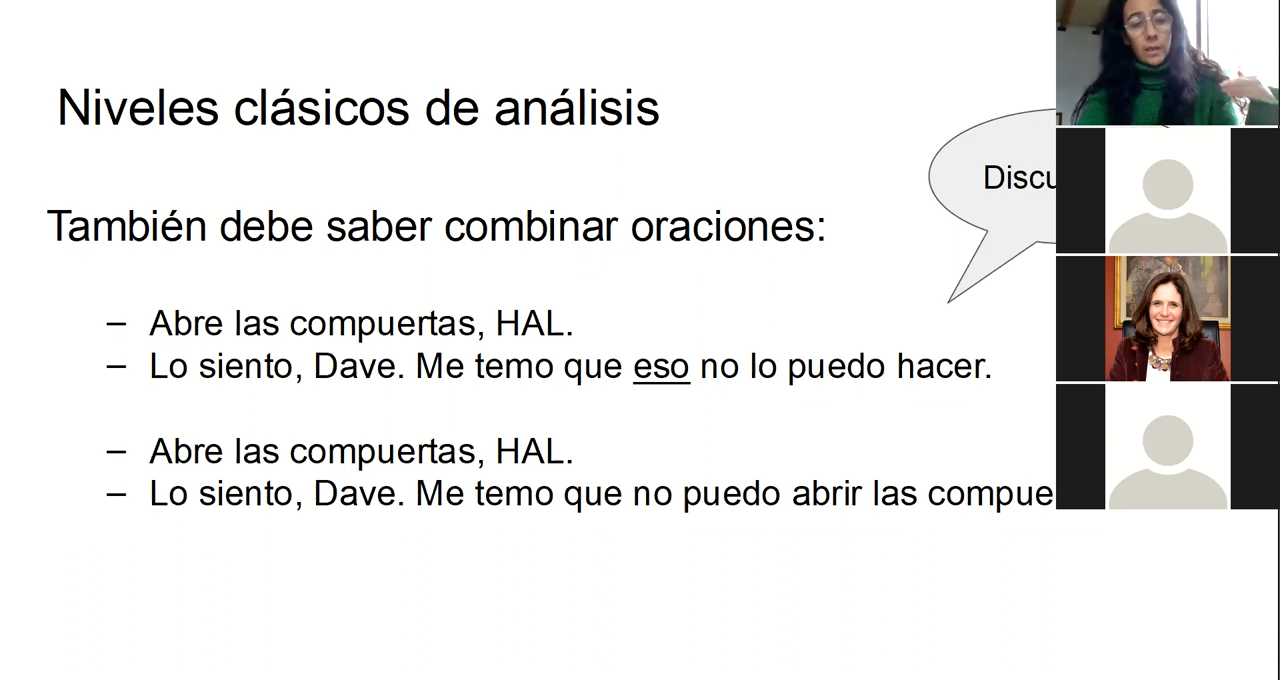 Niveles clásicos de análisis
También debe saber combinar oraciones:
– Abre las compuertas, HAL.
– Lo siento, Dave. Me temo que eso no lo puedo hacer.
– Abre las compuertas, HAL.
– Lo siento, Dave. Me temo que no puedo abrir las